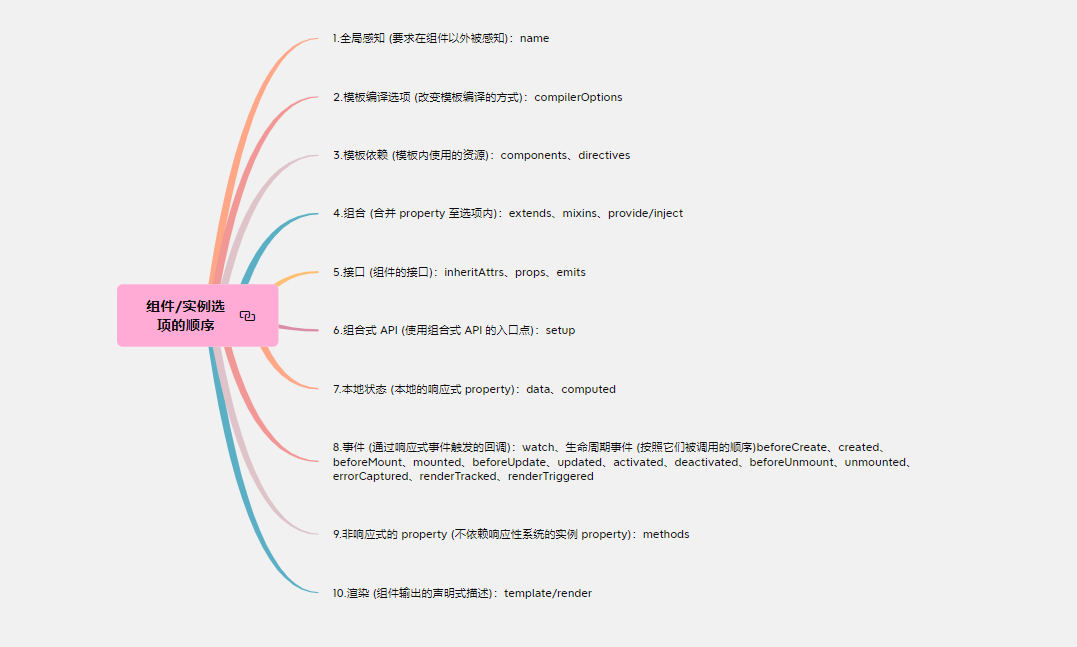 1.全局感知 (要求在组件以外被感知)：name
2.模板编译选项 (改变模板编译的方式)：compilerOptions
3.模板依赖 (模板内使用的资源)：components、directives
4.组合 (合并 property 至选项内)：extends、mixins、provide/inject
5.接口 (组件的接口)：inheritAttrs、props、emits
组件/实例选
项的顺序
6.组合式 API (使用组合式 API 的入口点)：setup
7.本地状态 (本地的响应式 property)：data、computed
8.事件 (通过响应式事件触发的回调)：watch、生命周期事件 (按照它们被调用的顺序)beforeCreate、created、
beforeMount、mounted、beforeUpdate、updated、activated、deactivated、beforeUnmount、unmounted、
errorCaptured、renderTracked、renderTriggered
9.非响应式的 property (不依赖响应性系统的实例 property)：methods
10.渲染 (组件输出的声明式描述)：template/render